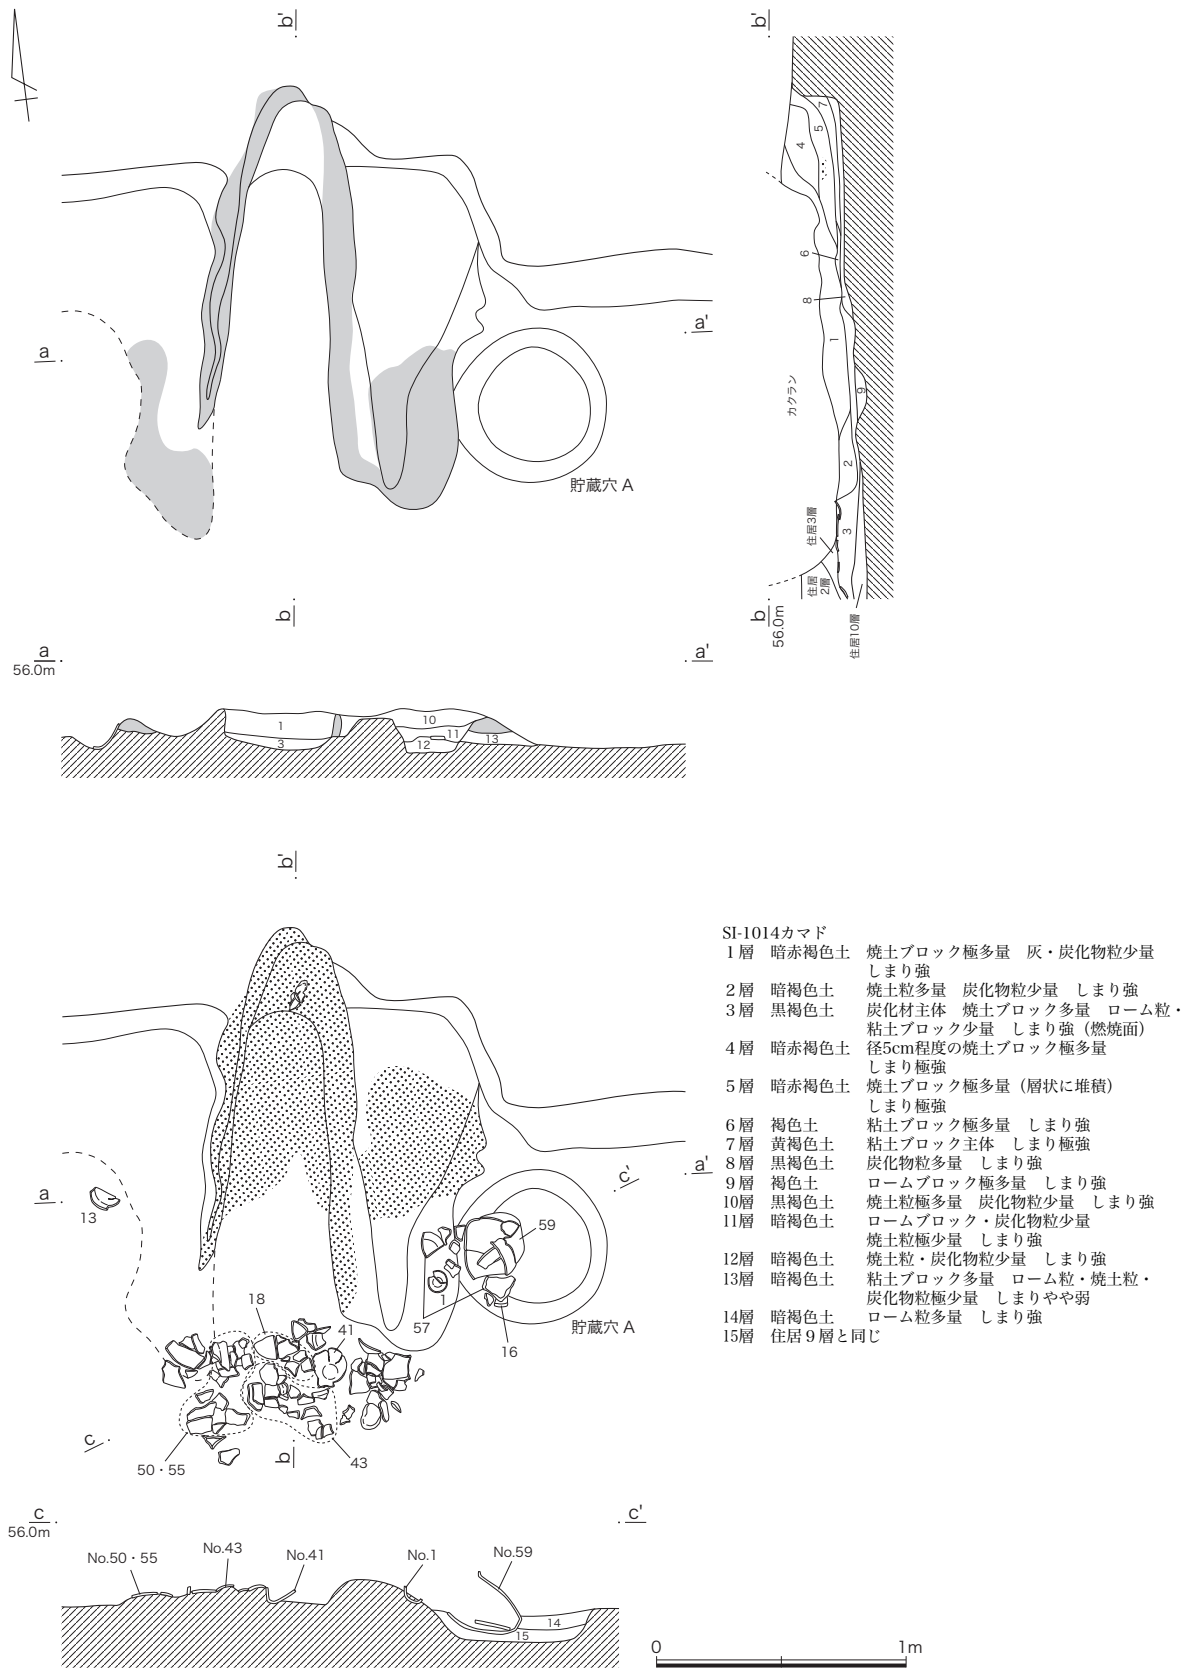 b'
b'
7
5
4
6
8
1
カクラン
9
2
住居3層
3
住居
2層
住居10層
b
56.0m
a
a'
貯蔵穴 A
b
a
56.0m
a'
1
3
10
11
12
13
b'
a
a'
c'
13
59
1
57
16
貯蔵穴 A
18
41
c
50・55
b
43
SI-1014カマド
1層 暗赤褐色土 焼土ブロック極多量 灰・炭化物粒少量
しまり強
2層 暗褐色土 焼土粒多量 炭化物粒少量 しまり強
3層 黒褐色土 炭化材主体 焼土ブロック多量 ローム粒・
粘土ブロック少量 しまり強（燃焼面）
4層 暗赤褐色土 径5cm程度の焼土ブロック極多量
しまり極強
5層 暗赤褐色土 焼土ブロック極多量（層状に堆積）
しまり極強
6層 褐色土 粘土ブロック極多量 しまり強
7層 黄褐色土 粘土ブロック主体 しまり極強
8層 黒褐色土 炭化物粒多量 しまり強
9層 褐色土 ロームブロック極多量 しまり強
10層 黒褐色土 焼土粒極多量 炭化物粒少量 しまり強
11層 暗褐色土 ロームブロック・炭化物粒少量
焼土粒極少量 しまり強
12層 暗褐色土 焼土粒・炭化物粒少量 しまり強
13層 暗褐色土 粘土ブロック多量 ローム粒・焼土粒・
炭化物粒極少量 しまりやや弱
14層 暗褐色土 ローム粒多量 しまり強
15層 住居９層と同じ
c
56.0m
c'
No.50・55
No.43
No.41
No.1
No.59
14
15
0
1m